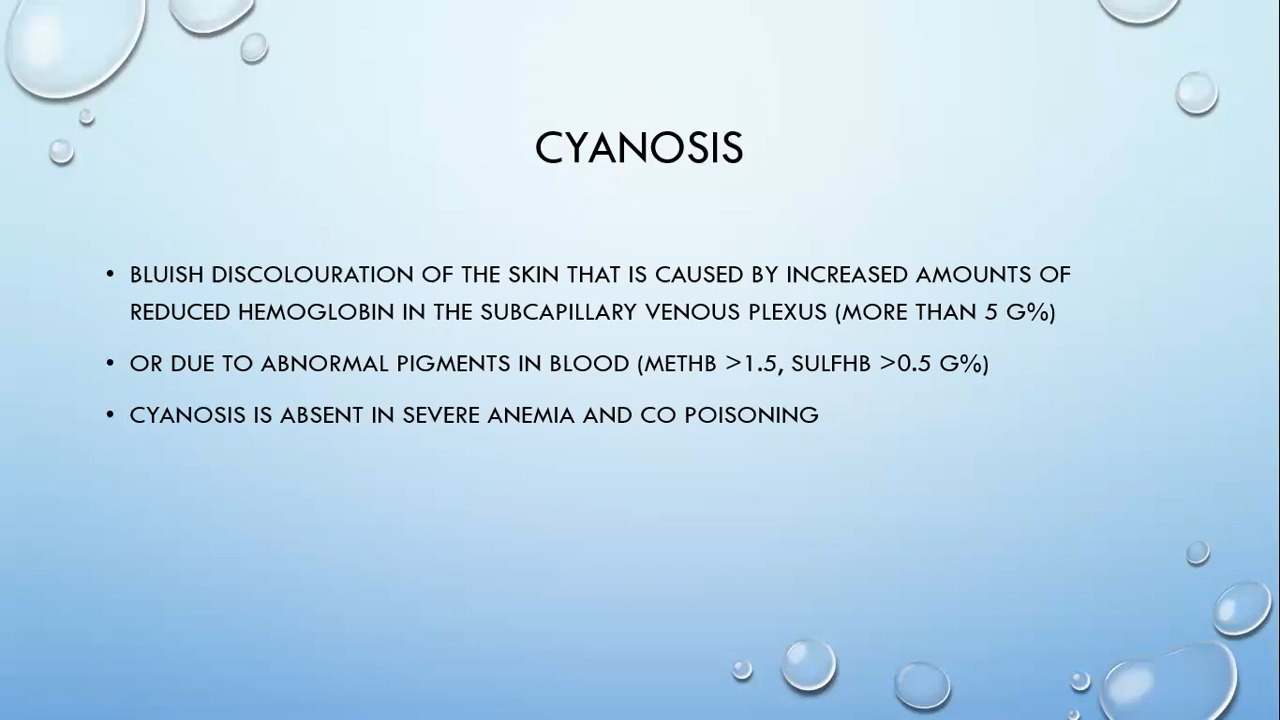 CYANOSIS
• BLUISH DISCOLOURATION OF THE SKIN THAT IS CAUSED BY INCREASED AMOUNTS OF
REDUCED HEMOGLOBIN IN THE SUBCAPILLARY VENOUS PLEXUS (MORE THAN 5 G%)
• OR DUE TO ABNORMAL PIGMENTS IN BLOOD (METHB >1.5, SULFHB >0.5 G%)
• CYANOSIS IS ABSENT IN SEVERE ANEMIA AND CO POISONING